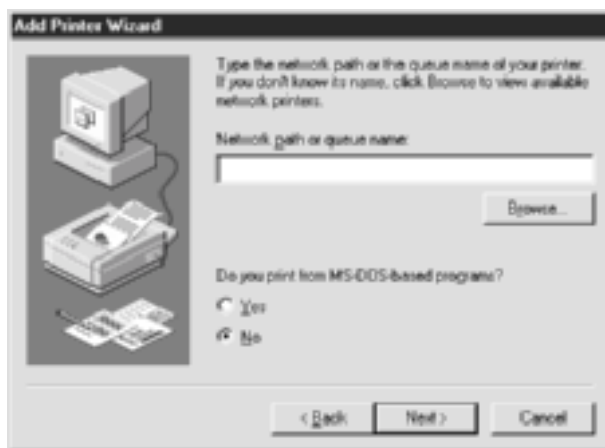 Add Printer Wizard
Type the network path or the queue name of your printer.
If you don't know its name, click Browse to view available
network printers.
Network path or queue name:
Browse...
Do you print from MS-DOS-based programs?
Yes
No
< Back
Next >
Cancel